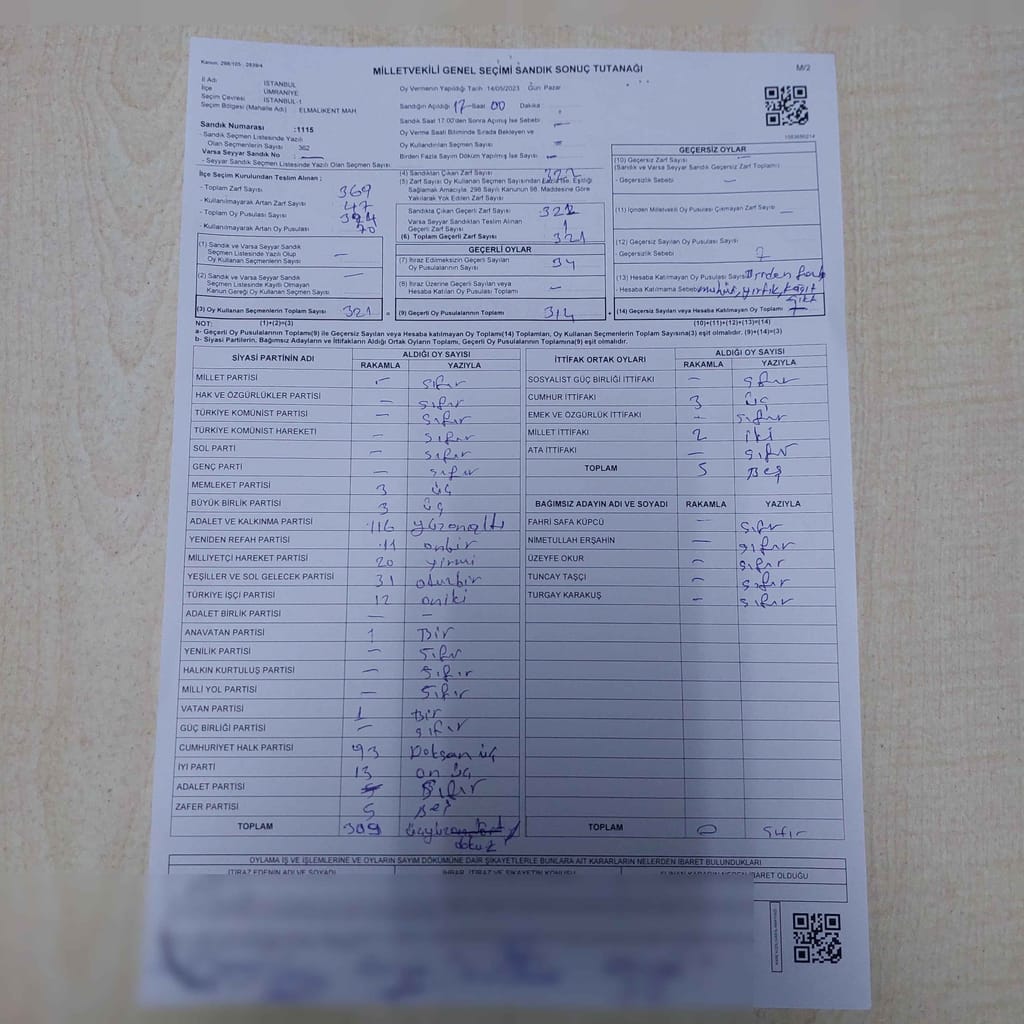 Kanun, 298/105 , 2839/4
MİLLETVEKİLİ GENEL SEÇİMİ SANDIK SONUÇ TUTANAĞI
M/2
İl Adı İSTANBUL
İlçe ÜMRANİYE
Seçim Çevresi İSTANBUL-1
Seçim Bölgesi (Mahalle Adı) ELMALIKENT MAH
Sandık Numarası :1115
- Sandık Seçmen Listesinde Yazılı
Olan Seçmenlerin Sayısı 362
Varsa Seyyar Sandık No —
- Seyyar Sandık Seçmen Listesinde Yazılı Olan Seçmen Sayısı
Oy Vermenin Yapıldığı Tarih :14/05/2023 Gün: Pazar
Sandığın Açıldığı 17 Saat 00 Dakika :
Sandık Saat 17:00'den Sonra Açılmış İse Sebebi : —
Oy Verme Saati Bitiminde Sırada Bekleyen ve
Oy Kullandırılan Seçmen Sayısı
Birden Fazla Sayım Döküm Yapılmış İse Sayısı —
İlçe Seçim Kurulundan Teslim Alınan ;
- Toplam Zarf Sayısı 369
- Kullanılmayarak Artan Zarf Sayısı 47
- Toplam Oy Pusulası Sayısı
- Kullanılmayarak Artan Oy Pusulası 70
(1) Sandık ve Varsa Seyyar Sandık
Seçmen Listesinde Yazılı Olup
Oy Kullanan Seçmenlerin Sayısı —
(2) Sandık ve Varsa Seyyar Sandık
Seçmen Listesinde Kayıtlı Olmayan
Kanun Gereği Oy Kullanan Seçmen Sayısı —
(3) Oy Kullanan Seçmenlerin Toplam Sayısı 321
(1)+(2)=(3)
(4) Sandıktan Çıkan Zarf Sayısı
(5) Zarf Sayısı Oy Kullanan Seçmen Sayısından Fazla İse, Eşitliği
Sağlamak Amacıyla, 298 Sayılı Kanunun 98. Maddesine Göre
Yakılarak Yok Edilen Zarf Sayısı
Sandıkta Çıkan Geçerli Zarf Sayısı
Varsa Seyyar Sandıktan Teslim Alınan
Geçerli Zarf Sayısı
(6) Toplam Geçerli Zarf Sayısı 321
GEÇERLİ OYLAR
(7) İtiraz Edilmeksizin Geçerli Sayılan
Oy Pusulalarının Sayısı
(8) İtiraz Üzerine Geçerli Sayılan veya
Hesaba Katılan Oy Pusulası Toplamı —
(9) Geçerli Oy Pusulalarının Toplamı 314
GEÇERSİZ OYLAR
(10) Geçersiz Zarf Sayısı —
(Sandık ve Varsa Seyyar Sandık Geçersiz Zarf Toplamı)
- Geçersizlik Sebebi —
(11) İçinden Milletvekili Oy Pusulası Çıkmayan Zarf Sayısı —
(12) Geçersiz Sayılan Oy Pusulası Sayısı
Geçersizlik Sebebi 7
(13) Hesaba Katılmayan Oy Pusulası Sayısı
- Hesaba Katılmama Sebebi mühür, yırtık, kağıt
(14) Geçersiz Sayılan veya Hesaba Katılmayan Oy Toplamı
(10)+(11)+(12)+(13)=(14)
NOT:
a- Geçerli Oy Pusulalarının Toplamı(9) ile Geçersiz Sayılan veya Hesaba katılmayan Oy Toplamı(14) Toplamları, Oy Kullanan Seçmenlerin Toplam Sayısına(3) eşit olmalıdır. (9)+(14)=(3)
b- Siyasi Partilerin, Bağımsız Adayların ve İttifakların Aldığı Ortak Oyların Toplamı, Geçerli Oy Pusulalarının Toplamına(9) eşit olmalıdır.
SİYASİ PARTİNİN ADI ALDIĞI OY SAYISI
RAKAMLA YAZIYLA
MİLLET PARTİSİ — sıfır
HAK VE ÖZGÜRLÜKLER PARTİSİ — sıfır
TÜRKİYE KOMÜNİST PARTİSİ — sıfır
TÜRKİYE KOMÜNİST HAREKETİ — sıfır
SOL PARTİ — sıfır
GENÇ PARTİ — sıfır
MEMLEKET PARTİSİ 3 üç
BÜYÜK BİRLİK PARTİSİ 3 üç
ADALET VE KALKINMA PARTİSİ 116 yüzonaltı
YENİDEN REFAH PARTİSİ 11 onbir
MİLLİYETÇİ HAREKET PARTİSİ 20 yirmi
YEŞİLLER VE SOL GELECEK PARTİSİ 31 otuzbir
TÜRKİYE İŞÇİ PARTİSİ 12 oniki
ADALET BİRLİK PARTİSİ — —
ANAVATAN PARTİSİ 1 Bir
YENİLİK PARTİSİ — sıfır
HALKIN KURTULUŞ PARTİSİ — sıfır
MİLLİ YOL PARTİSİ — sıfır
VATAN PARTİSİ 1 Bir
GÜÇ BİRLİĞİ PARTİSİ — sıfır
CUMHURİYET HALK PARTİSİ 93 Doksan üç
İYİ PARTİ 13 on üç
ADALET PARTİSİ sıfır
ZAFER PARTİSİ 5 Beş
TOPLAM 309 üçyüz dokuz
İTTİFAK ORTAK OYLARI ALDIĞI OY SAYISI
RAKAMLA YAZIYLA
SOSYALİST GÜÇ BİRLİĞİ İTTİFAKI — sıfır
CUMHUR İTTİFAKI 3 üç
EMEK VE ÖZGÜRLÜK İTTİFAKI — sıfır
MİLLET İTTİFAKI 2 iki
ATA İTTİFAKI — sıfır
TOPLAM 5 Beş
BAĞIMSIZ ADAYIN ADI VE SOYADI RAKAMLA YAZIYLA
FAHRİ SAFA KÜPCÜ — sıfır
NİMETULLAH ERŞAHİN — sıfır
ÜZEYFE OKUR — sıfır
TUNCAY TAŞÇI — sıfır
TURGAY KARAKUŞ — sıfır
TOPLAM 0 sıfır
OYLAMA İŞ VE İŞLEMLERİNE VE OYLARIN SAYIM DÖKÜMÜNE DAİR ŞİKAYETLERLE BUNLARA AİT KARARLARIN NELERDEN İBARET BULUNDUKLARI
İTİRAZ EDENİN ADI VE SOYADI İHBAR, İTİRAZ VE ŞİKAYETİN KONUSU